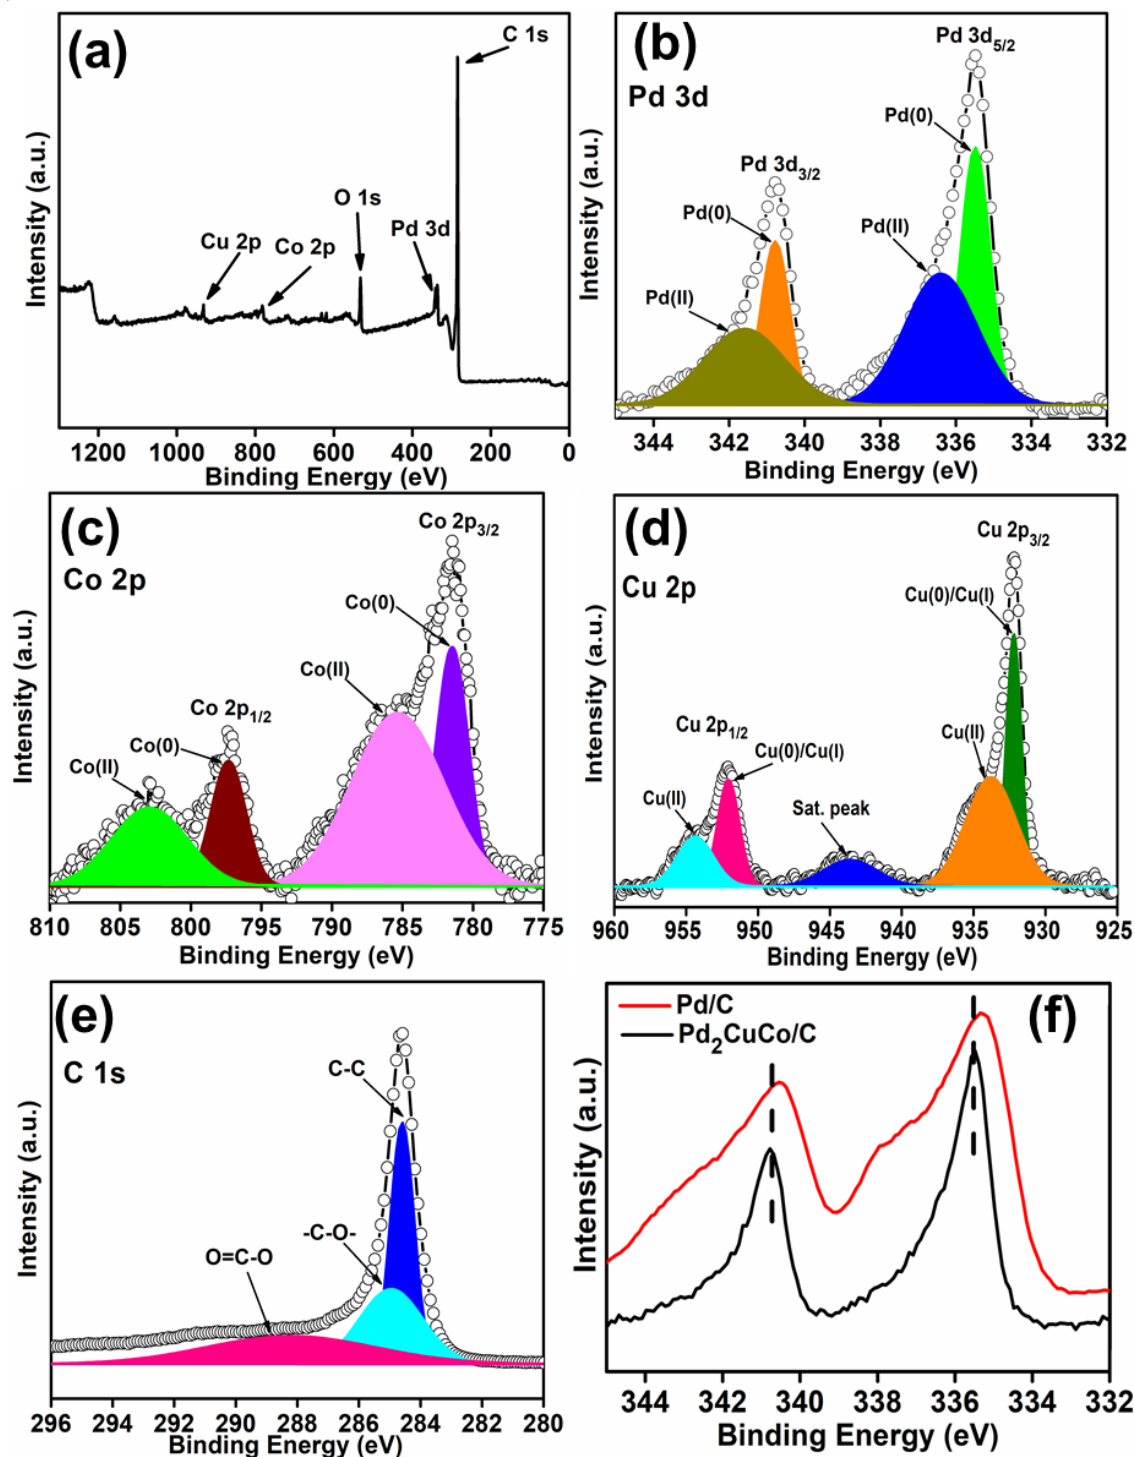 (a)
C 1s
O 1s
Pd 3d
Cu 2p
Co 2p
Intensity (a.u.)
1200 1000 800 600 400 200 0
Binding Energy (eV)
(b)
Pd 3d
Pd 3d5/2
Pd(0)
Pd 3d3/2
Pd(0)
Pd(II)
Pd(II)
Intensity (a.u.)
344 342 340 338 336 334 332
Binding Energy (eV)
(c)
Co 2p
Co 2p3/2
Co(0)
Co(II)
Co 2p1/2
Co(0)
Co(II)
Intensity (a.u.)
810 805 800 795 790 785 780 775
Binding Energy (eV)
(d)
Cu 2p
Cu 2p3/2
Cu(0)/Cu(I)
Cu(II)
Cu 2p1/2
Cu(0)/Cu(I)
Cu(II)
Sat. peak
Intensity (a.u.)
960 955 950 945 940 935 930 925
Binding Energy (eV)
(e)
C 1s
C-C
-C-O-
O=C-O
Intensity (a.u.)
296 294 292 290 288 286 284 282 280
Binding Energy (eV)
(f)
Pd/C
Pd2CuCo/C
Intensity (a.u.)
344 342 340 338 336 334 332
Binding Energy (eV)